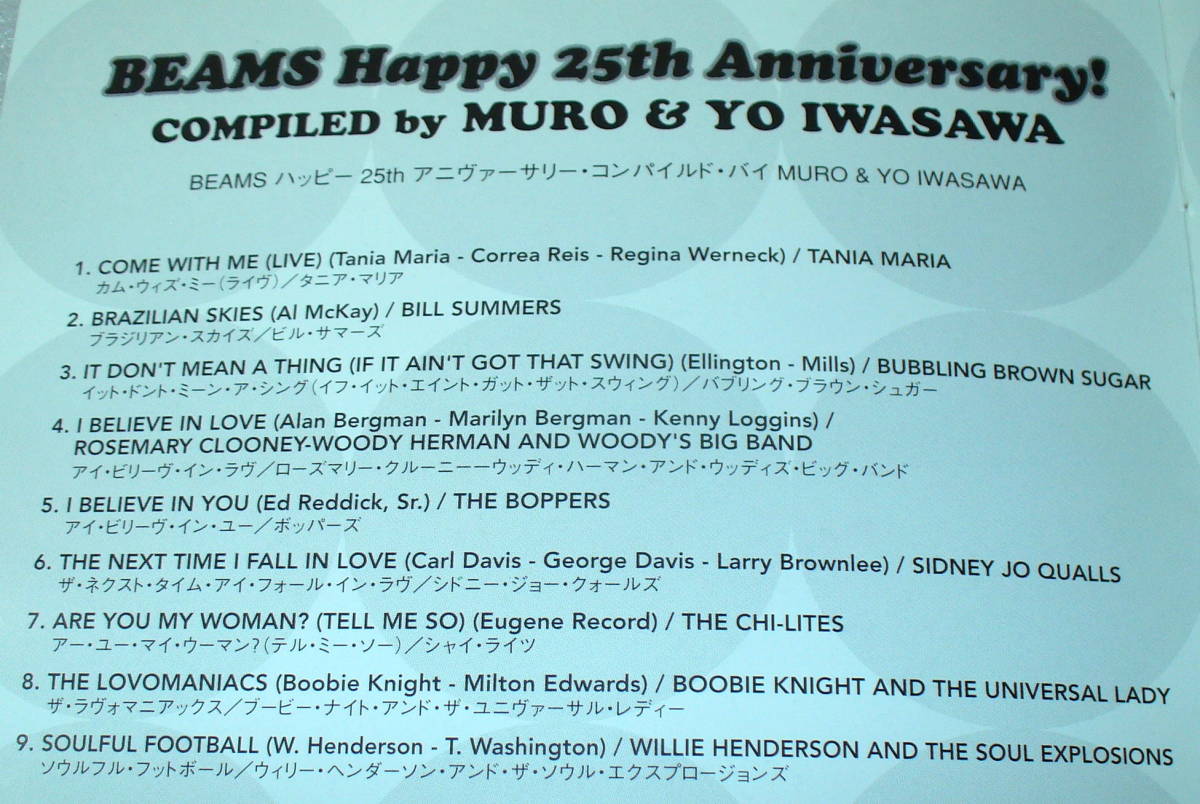 BEAMS Happy 25th Anniversary!
COMPILED by MURO & YO IWASAWA
BEAMS ハッピー 25th アニヴァーサリー・コンパイルド・バイ MURO & YO IWASAWA
1. COME WITH ME (LIVE) (Tania Maria - Correa Reis - Regina Werneck) / TANIA MARIA
カム・ウィズ・ミー(ライヴ)／タニア・マリア
2. BRAZILIAN SKIES (Al McKay) / BILL SUMMERS
ブラジリアン・スカイズ／ビル・サマーズ
3. IT DON'T MEAN A THING (IF IT AIN'T GOT THAT SWING) (Ellington - Mills) / BUBBLING BROWN SUGAR
イット・ドント・ミーン・ア・シング(イフ・イット・エイント・ガット・ザット・スウィング)／バブリング・ブラウン・シュガー
4. I BELIEVE IN LOVE (Alan Bergman - Marilyn Bergman - Kenny Loggins) /
ROSEMARY CLOONEY-WOODY HERMAN AND WOODY'S BIG BAND
アイ・ビリーヴ・イン・ラヴ／ローズマリー・クルーニーーウッディ・ハーマン・アンド・ウッディズ・ビッグ・バンド
5. I BELIEVE IN YOU (Ed Reddick, Sr.) / THE BOPPERS
アイ・ビリーヴ・イン・ユー／ボッパーズ
6. THE NEXT TIME I FALL IN LOVE (Carl Davis - George Davis - Larry Brownlee) / SIDNEY JO QUALLS
ザ・ネクスト・タイム・アイ・フォール・イン・ラヴ／シドニー・ジョー・クォールズ
7. ARE YOU MY WOMAN? (TELL ME SO) (Eugene Record) / THE CHI-LITES
アー・ユー・マイ・ウーマン?(テル・ミー・ソー)／シャイ・ライツ
8. THE LOVOMANIACS (Boobie Knight - Milton Edwards) / BOOBIE KNIGHT AND THE UNIVERSAL LADY
ザ・ラヴォマニアックス／ブービー・ナイト・アンド・ザ・ユニヴァーサル・レディー
9. SOULFUL FOOTBALL (W. Henderson - T. Washington) / WILLIE HENDERSON AND THE SOUL EXPLOSIONS
ソウルフル・フットボール／ウィリー・ヘンダーソン・アンド・ザ・ソウル・エクスプロージョンズ